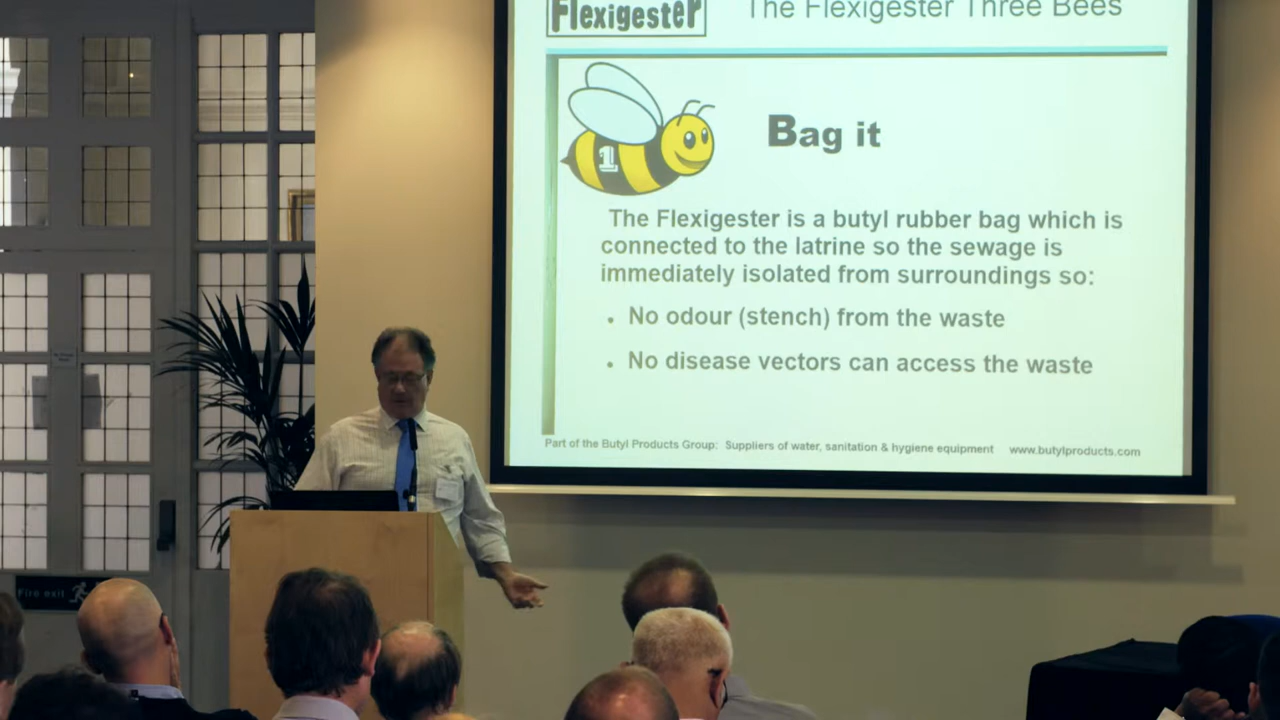 Flexigester
The Flexigester Three Bees
1
Bag it
The Flexigester is a butyl rubber bag which is
connected to the latrine so the sewage is
immediately isolated from surroundings so:
• No odour (stench) from the waste
• No disease vectors can access the waste
Part of the Butyl Products Group: Suppliers of water, sanitation & hygiene equipment www.butylproducts.com
Fire exit